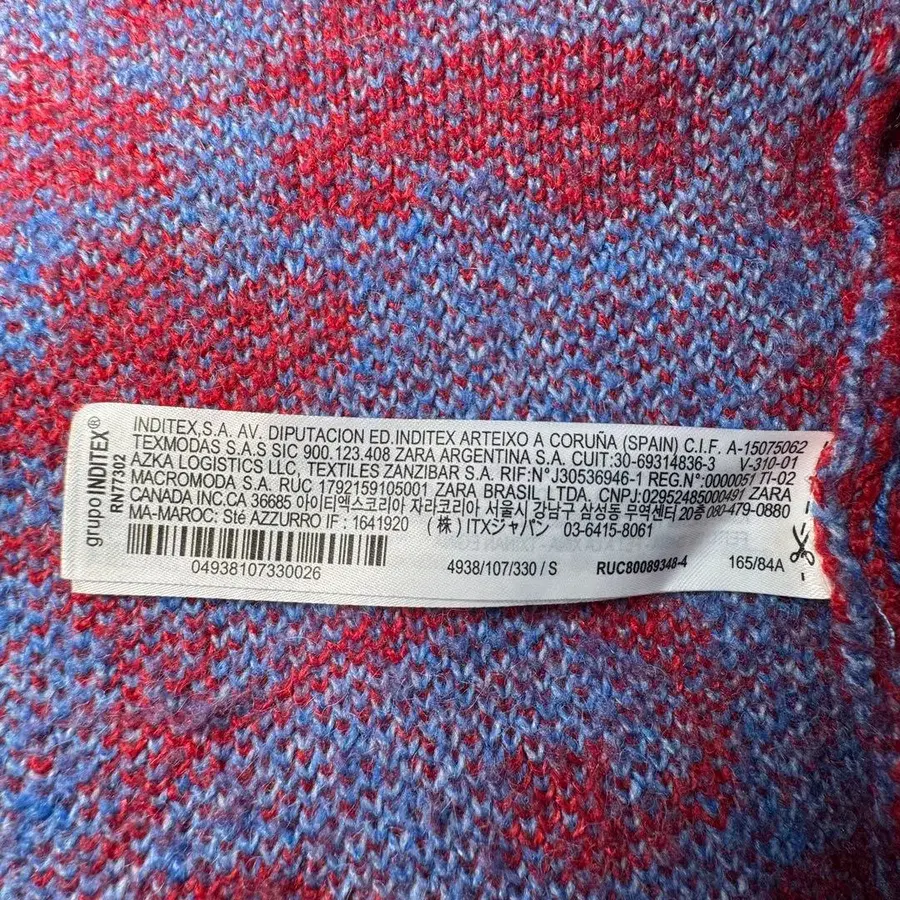 grupo INDITEX®
RN77302
INDITEX,S.A. AV. DIPUTACION ED.INDITEX ARTEIXO A CORUÑA (SPAIN) C.I.F. A-15075062
TEXMODAS S.A.S SIC 900.123.408 ZARA ARGENTINA S.A. CUIT:30-69314836-3 V-310-01
AZKA LOGISTICS LLC, TEXTILES ZANZIBAR S.A. RIF:N° J30536946-1 REG.N°:0000051 TI-02
MACROMODA S.A. RUC 1792159105001 ZARA BRASIL LTDA. CNPJ:02952485000491 ZARA
CANADA INC.CA 36685 아이티엑스코리아 자라코리아 서울시 강남구 삼성동 무역센터 20층 080-479-0880
MA-MAROC: Sté AZZURRO IF : 1641920 (株) ITXジャパン 03-6415-8061
04938107330026 4938/107/330 / S RUC80089348-4 165/84A